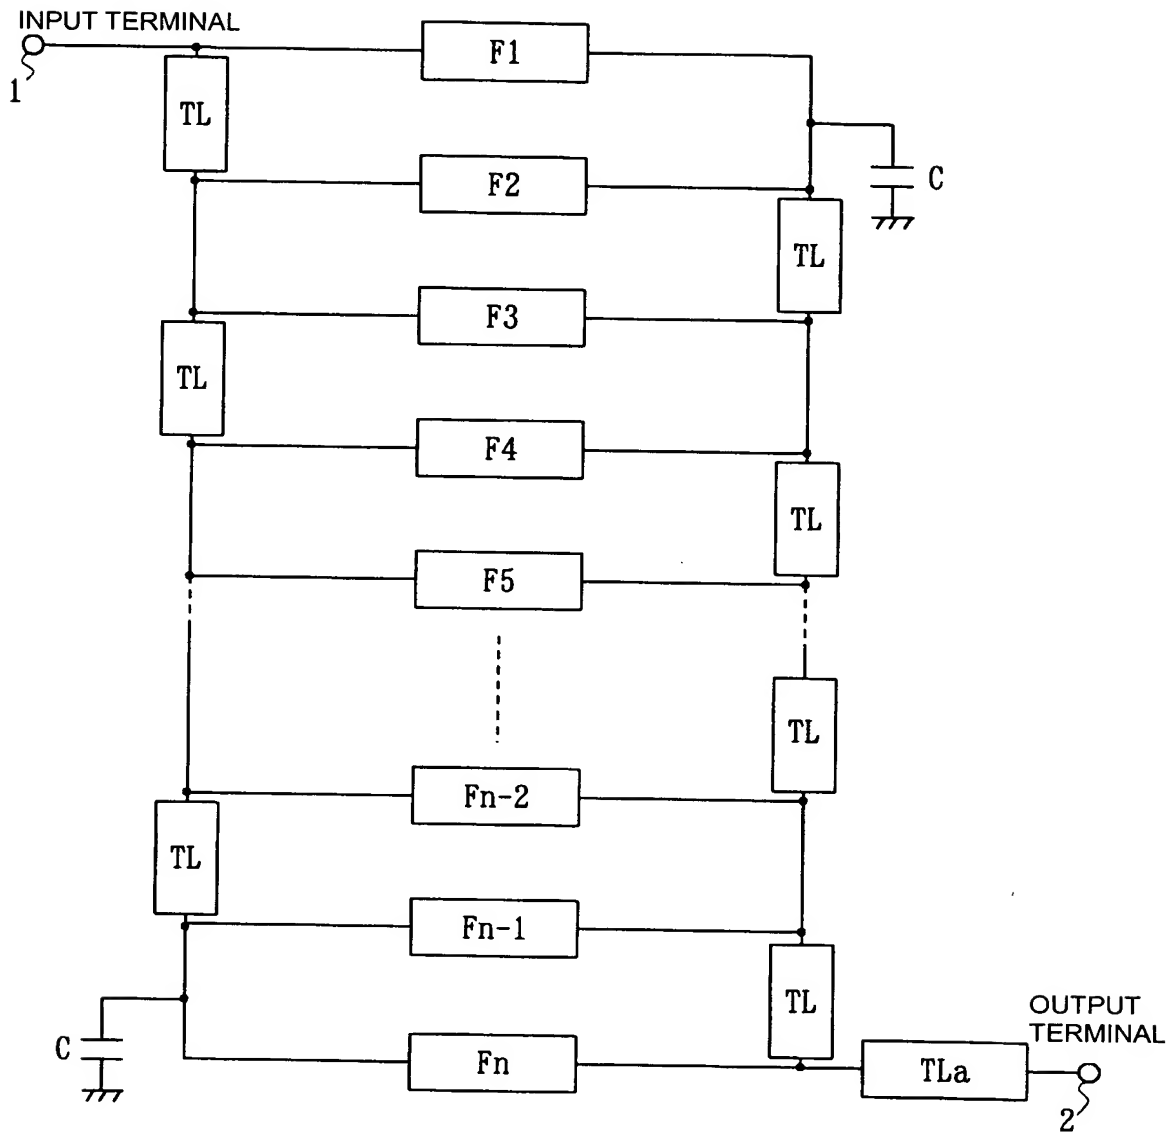 INPUT TERMINAL
1
F1
TL
F2
C
TL
F3
TL
F4
TL
F5
TL
Fn-2
TL
Fn-1
TL
OUTPUT
TERMINAL
C
Fn
TLa
2